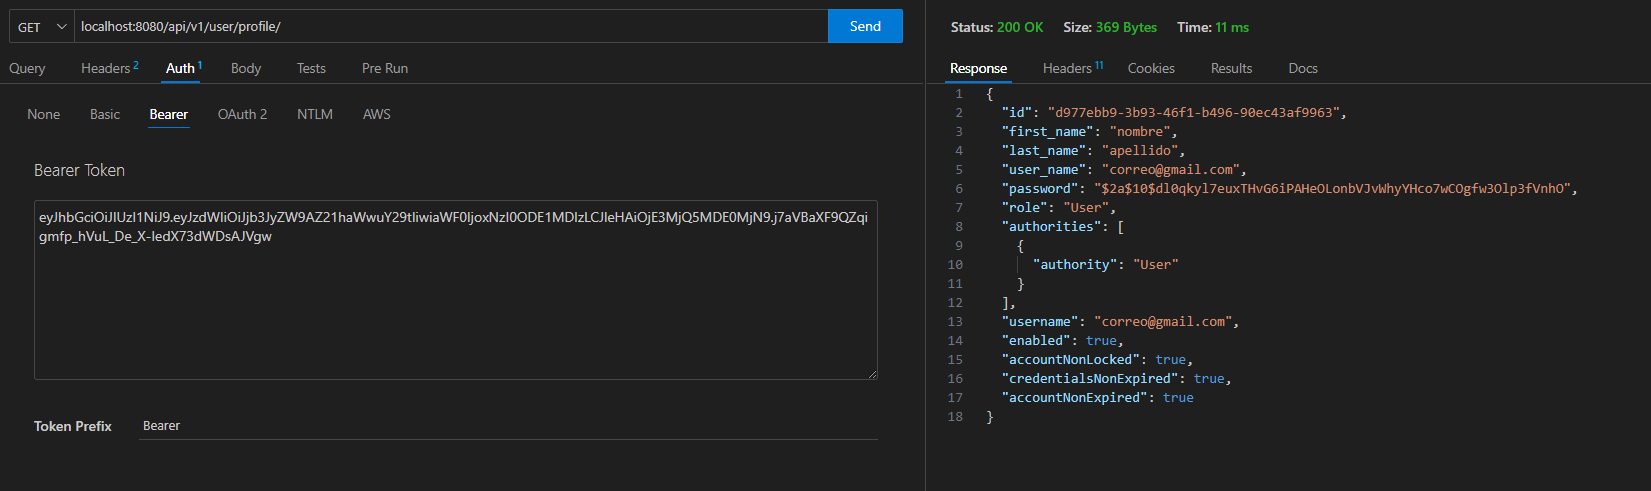 GET localhost:8080/api/v1/user/profile/ Send
Query Headers 2 Auth 1 Body Tests Pre Run
None Basic Bearer OAuth 2 NTLM AWS
Bearer Token
eyJhbGciOiJIUzI1NiJ9.eyJzdWIiOiJjb3JyZW9AZ21haWwuY29tIiwiaWF0IjoxNzI0ODE1MDIzLCJleHAiOjE3MjQ5MDE0MjN9.j7aVBaXF9QZqi
gmfp_hVuL_De_X-IedX73dWDsAJVgw
Token Prefix Bearer
Status: 200 OK Size: 369 Bytes Time: 11 ms
Response Headers 11 Cookies Results Docs
1 {
2 "id": "d977ebb9-3b93-46f1-b496-90ec43af9963",
3 "first_name": "nombre",
4 "last_name": "apellido",
5 "user_name": "correo@gmail.com",
6 "password": "$2a$10$dl0qkyl7euxTHvG6iPAHeOLonbVJvWhyYHco7wCOgfw3Olp3fVnhO",
7 "role": "User",
8 "authorities": [
9 {
10 "authority": "User"
11 }
12 ],
13 "username": "correo@gmail.com",
14 "enabled": true,
15 "accountNonLocked": true,
16 "credentialsNonExpired": true,
17 "accountNonExpired": true
18 }